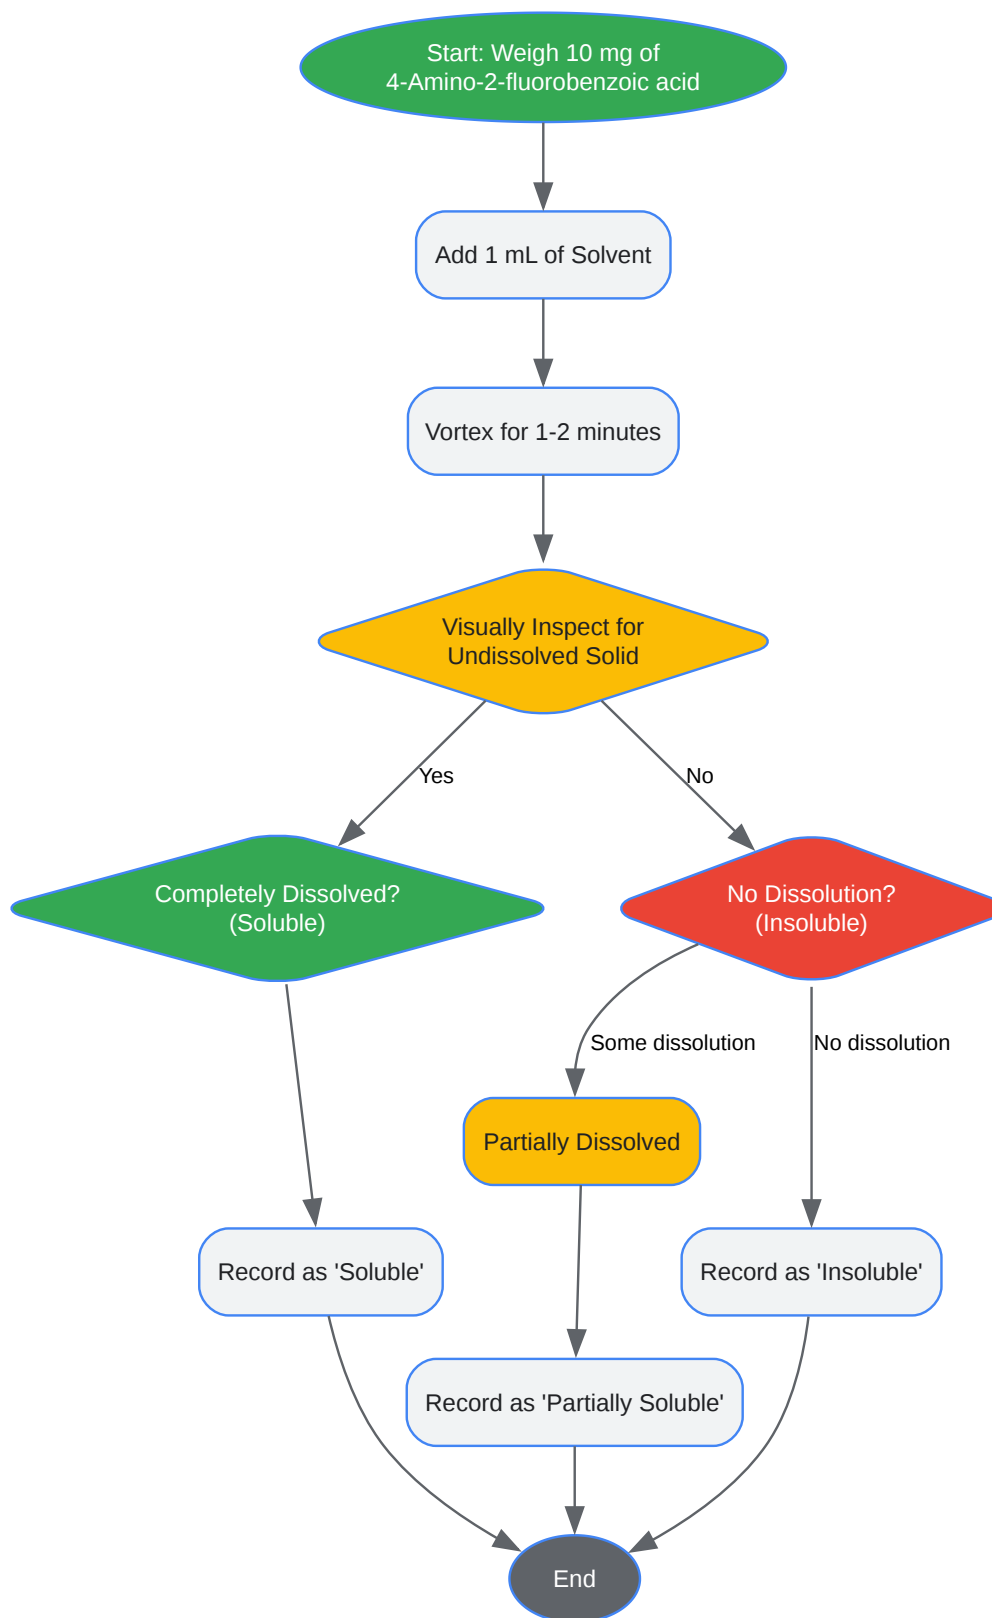 Start: Weigh 10 mg of
4-Amino-2-fluorobenzoic acid
Add 1 mL of Solvent
Vortex for 1-2 minutes
Visually Inspect for
Undissolved Solid
Yes
No
Completely Dissolved?
(Soluble)
No Dissolution?
(Insoluble)
Some dissolution
No dissolution
Partially Dissolved
Record as 'Soluble'
Record as 'Insoluble'
Record as 'Partially Soluble'
End